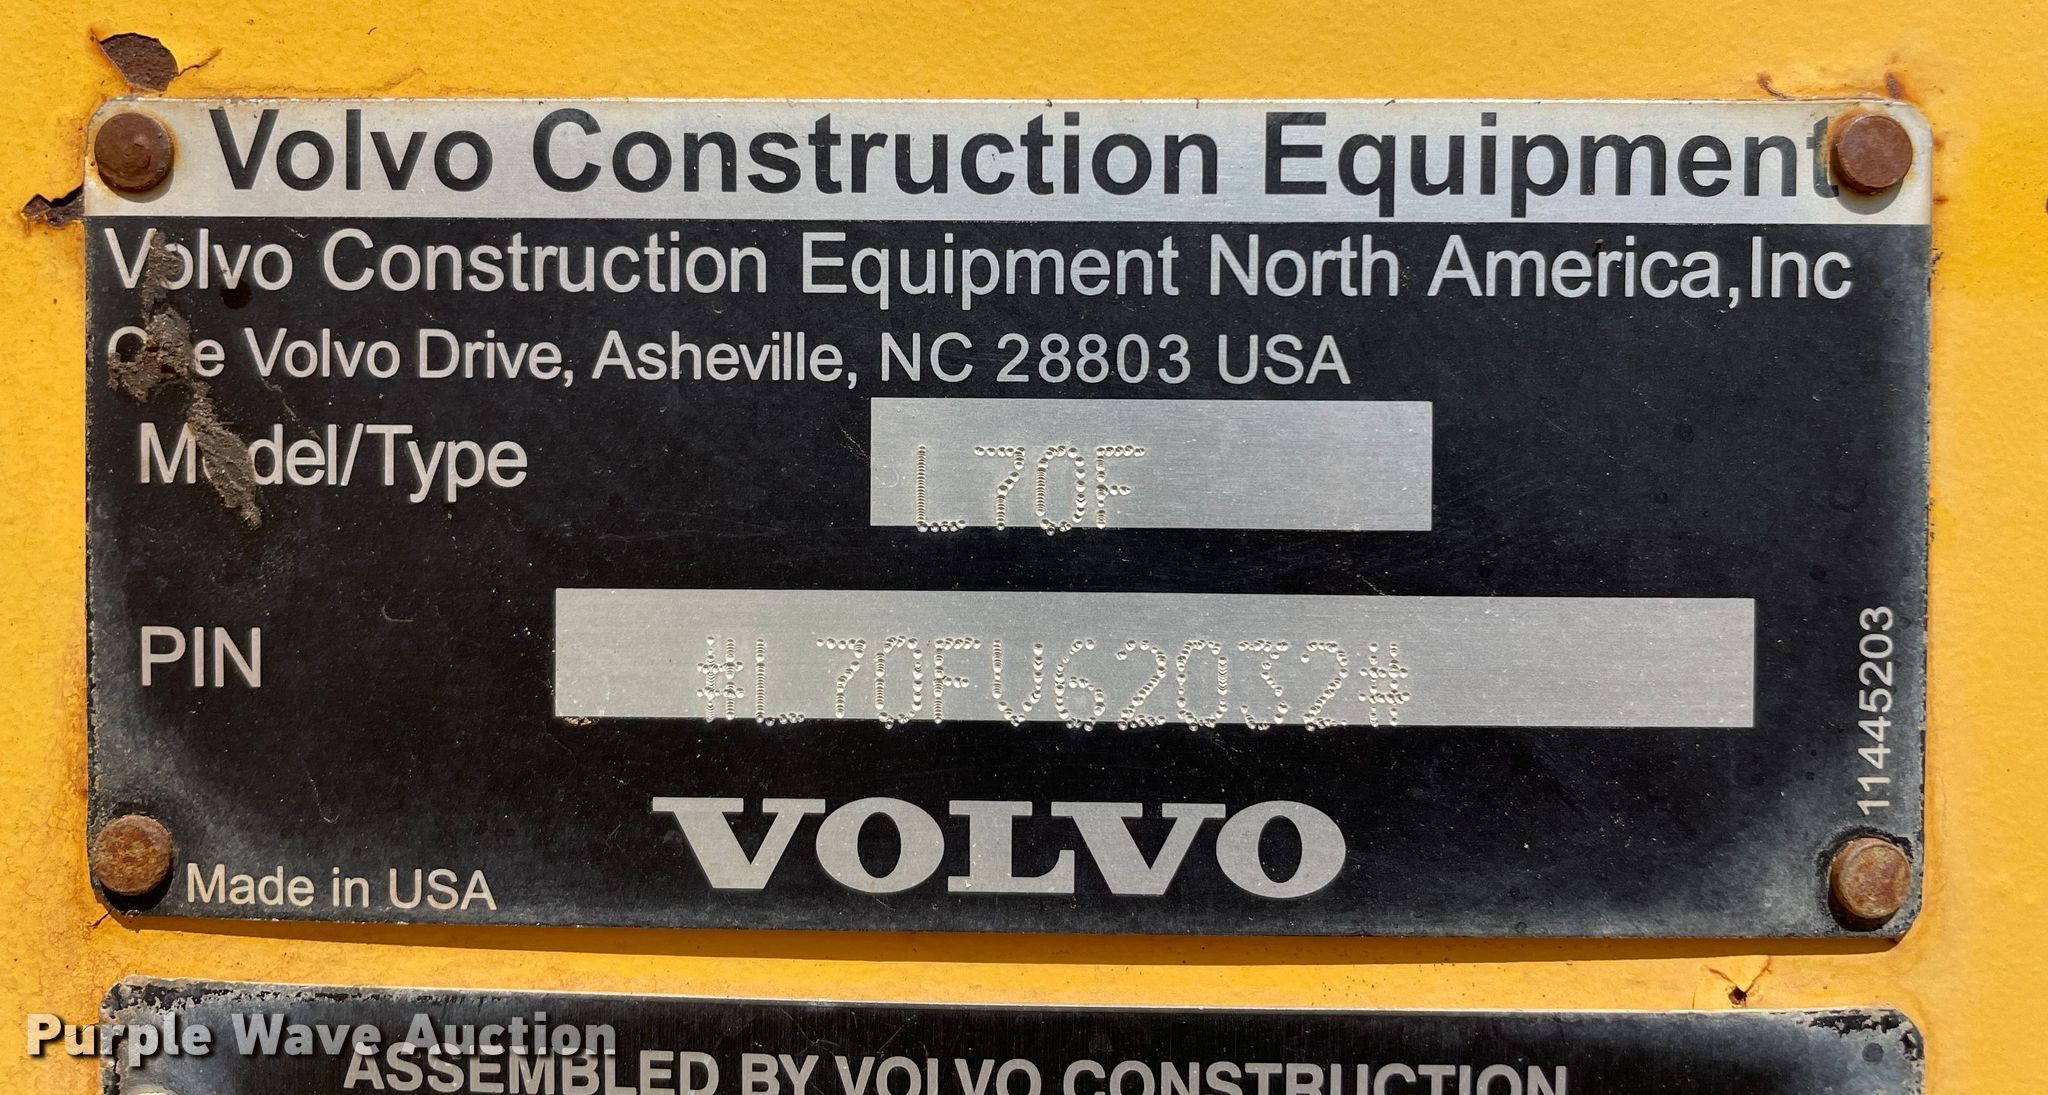 Volvo Construction Equipment
Volvo Construction Equipment North America,Inc
One Volvo Drive, Asheville, NC 28803 USA
Model/Type L70F
PIN #L70FV62032#
11445203
VOLVO
Made in USA
Purple Wave Auction
ASSEMBLED BY VOLVO CONSTRUCTION